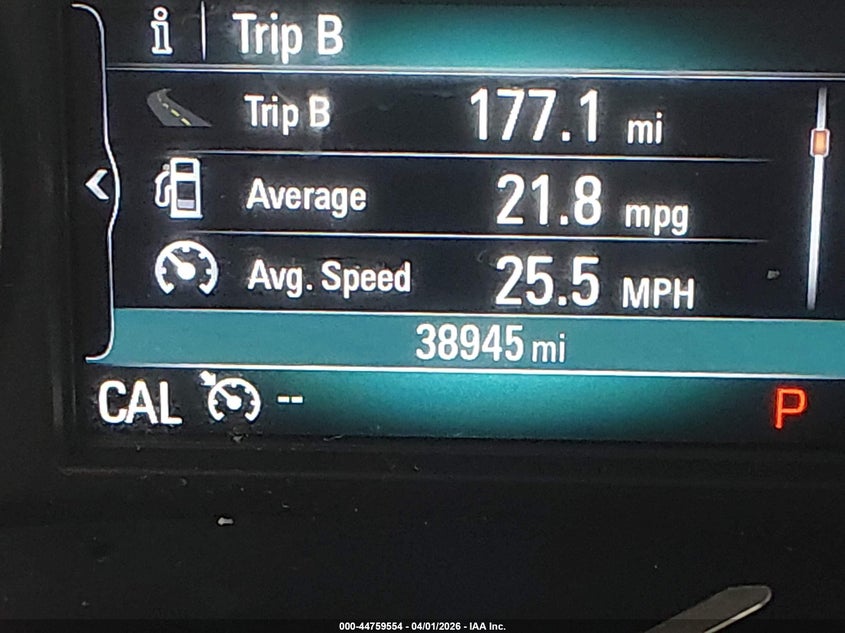 i | Trip B
Trip B 177.1 mi
Average 21.8 mpg
Avg. Speed 25.5 MPH
38945 mi
CAL -- P
000-44759554 - 04/01/2026 - IAA Inc.